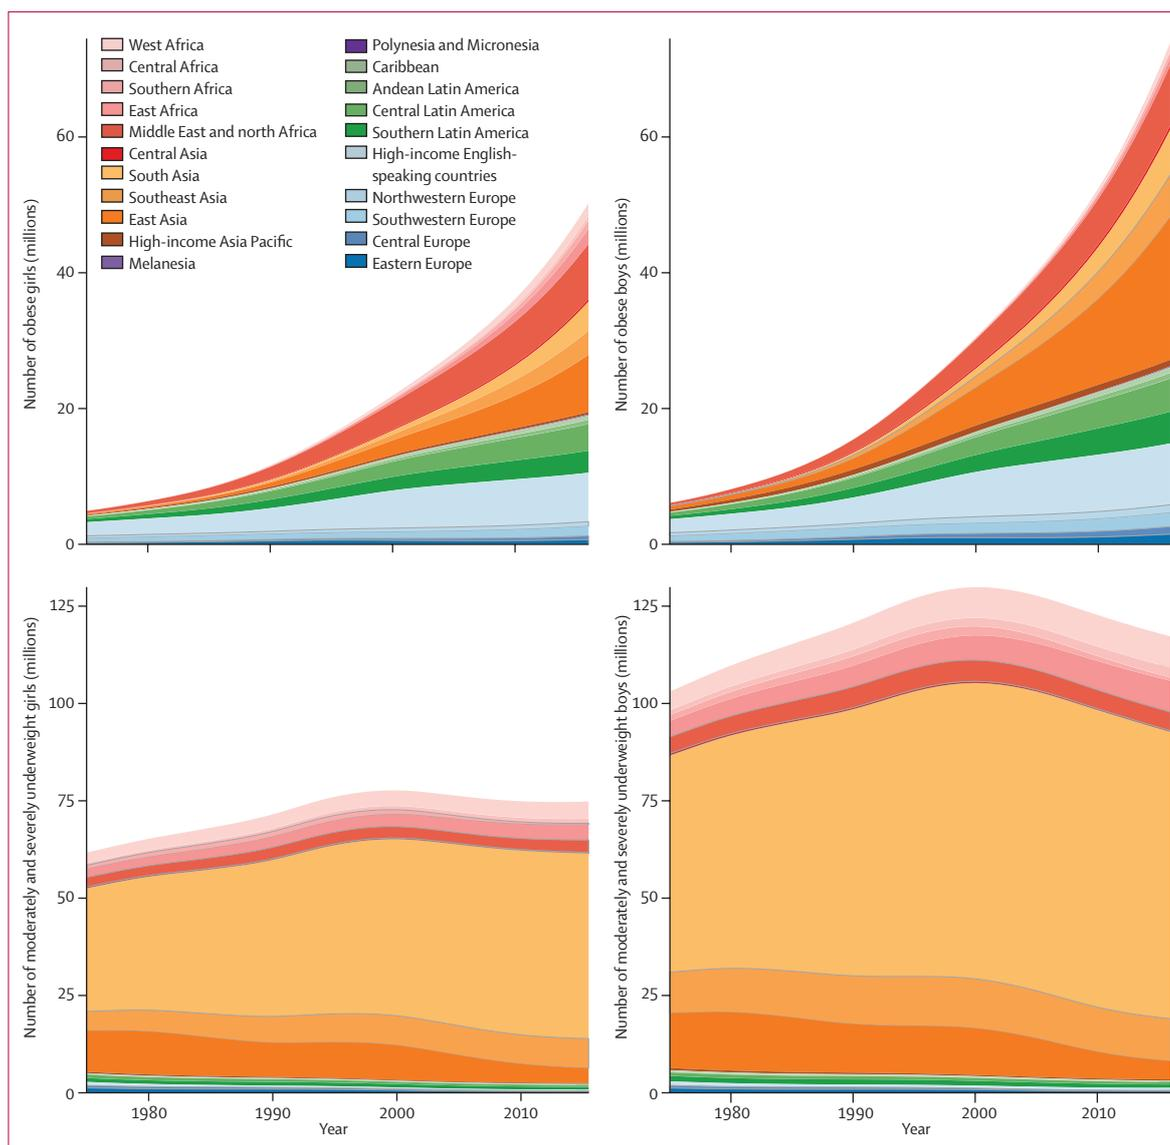 West Africa
Central Africa
Southern Africa
East Africa
Middle East and north Africa
Central Asia
South Asia
Southeast Asia
East Asia
High-income Asia Pacific
Melanesia
Polynesia and Micronesia
Caribbean
Andean Latin America
Central Latin America
Southern Latin America
High-income English-
speaking countries
Northwestern Europe
Southwestern Europe
Central Europe
Eastern Europe
Number of obese girls (millions)
60
40
20
0
Number of obese boys (millions)
60
40
20
0
Number of moderately and severely underweight girls (millions)
125
100
75
50
25
0
1980
1990
2000
2010
Year
Number of moderately and severely underweight boys (millions)
125
100
75
50
25
0
1980
1990
2000
2010
Year